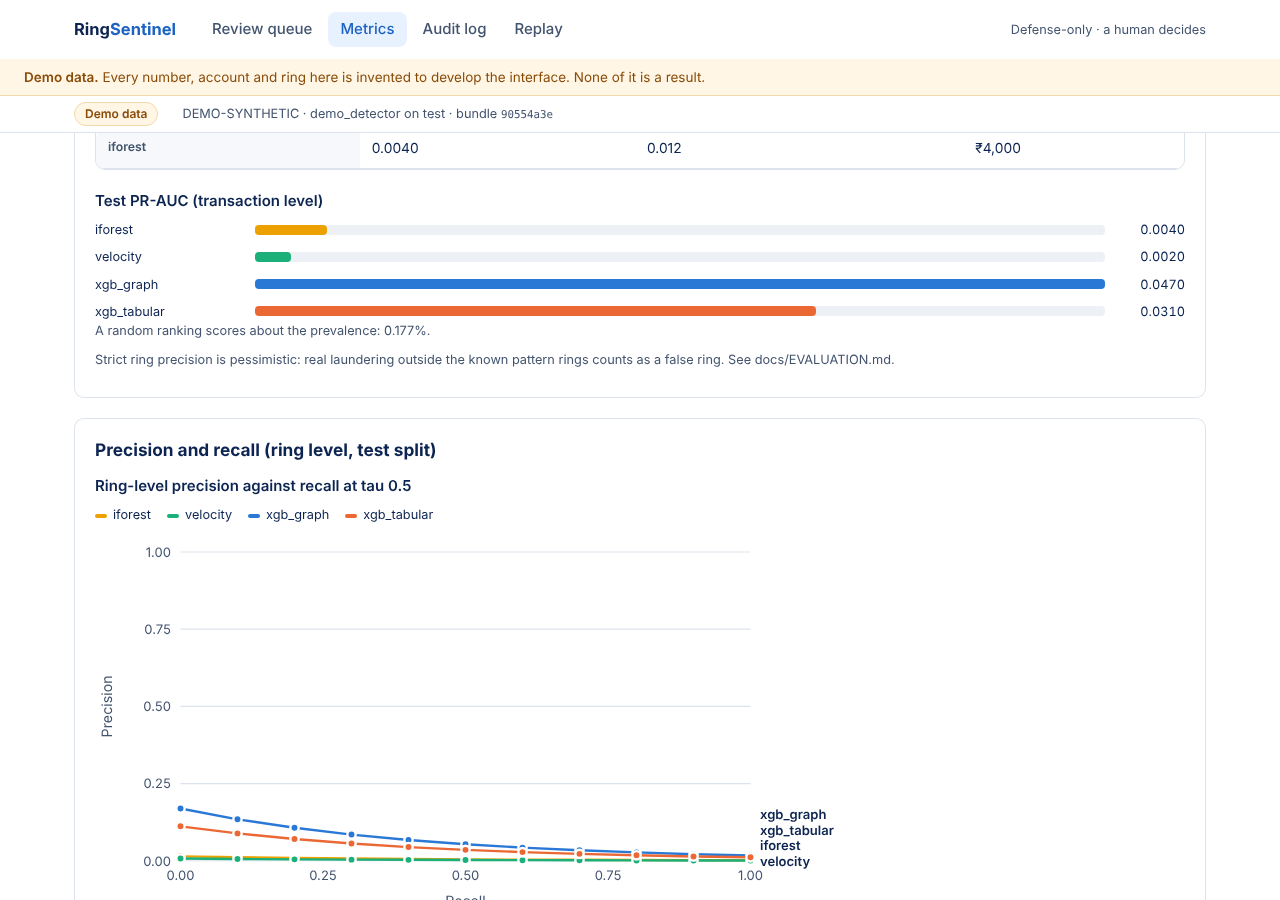 RingSentinel Review queue Metrics Audit log Replay Defense-only · a human decides
Demo data. Every number, account and ring here is invented to develop the interface. None of it is a result.
Demo data DEMO-SYNTHETIC · demo_detector on test · bundle 90554a3e
iforest 0.0040 0.012 ₹4,000
Test PR-AUC (transaction level)
iforest 0.0040
velocity 0.0020
xgb_graph 0.0470
xgb_tabular 0.0310
A random ranking scores about the prevalence: 0.177%.
Strict ring precision is pessimistic: real laundering outside the known pattern rings counts as a false ring. See docs/EVALUATION.md.
Precision and recall (ring level, test split)
Ring-level precision against recall at tau 0.5
iforest velocity xgb_graph xgb_tabular
1.00
0.75
Precision
0.50
0.25
xgb_graph
xgb_tabular
iforest
velocity
0.00
0.00 0.25 0.50 0.75 1.00
Recall